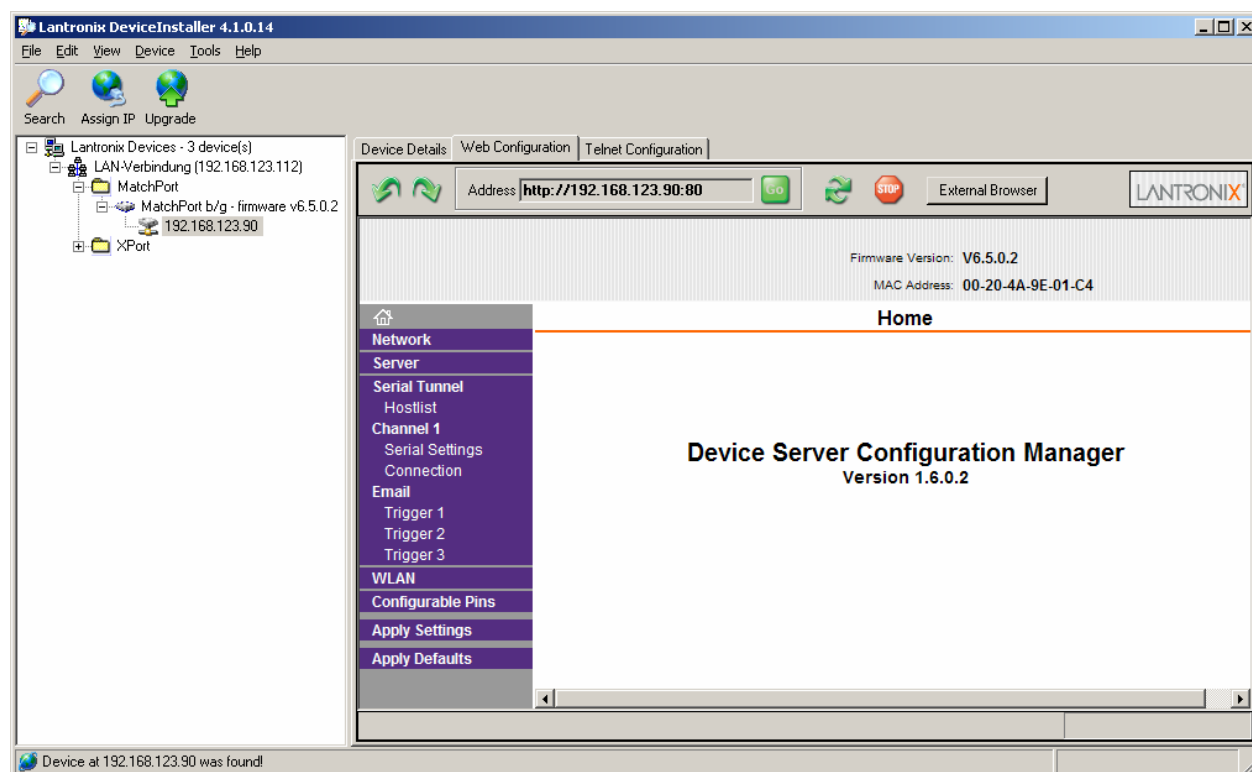 Lantronix DeviceInstaller 4.1.0.14
File Edit View Device Tools Help
Search Assign IP Upgrade
Lantronix Devices - 3 device(s)
LAN-Verbindung (192.168.123.112)
MatchPort
MatchPort b/g - firmware v6.5.0.2
192.168.123.90
XPort
Device Details Web Configuration Telnet Configuration
Address http://192.168.123.90:80 Go STOP External Browser LANTRONIX
Firmware Version: V6.5.0.2
MAC Address: 00-20-4A-9E-01-C4
Home
Network
Server
Serial Tunnel
Hostlist
Channel 1
Serial Settings
Connection
Email
Trigger 1
Trigger 2
Trigger 3
WLAN
Configurable Pins
Apply Settings
Apply Defaults
Device Server Configuration Manager
Version 1.6.0.2
Device at 192.168.123.90 was found!